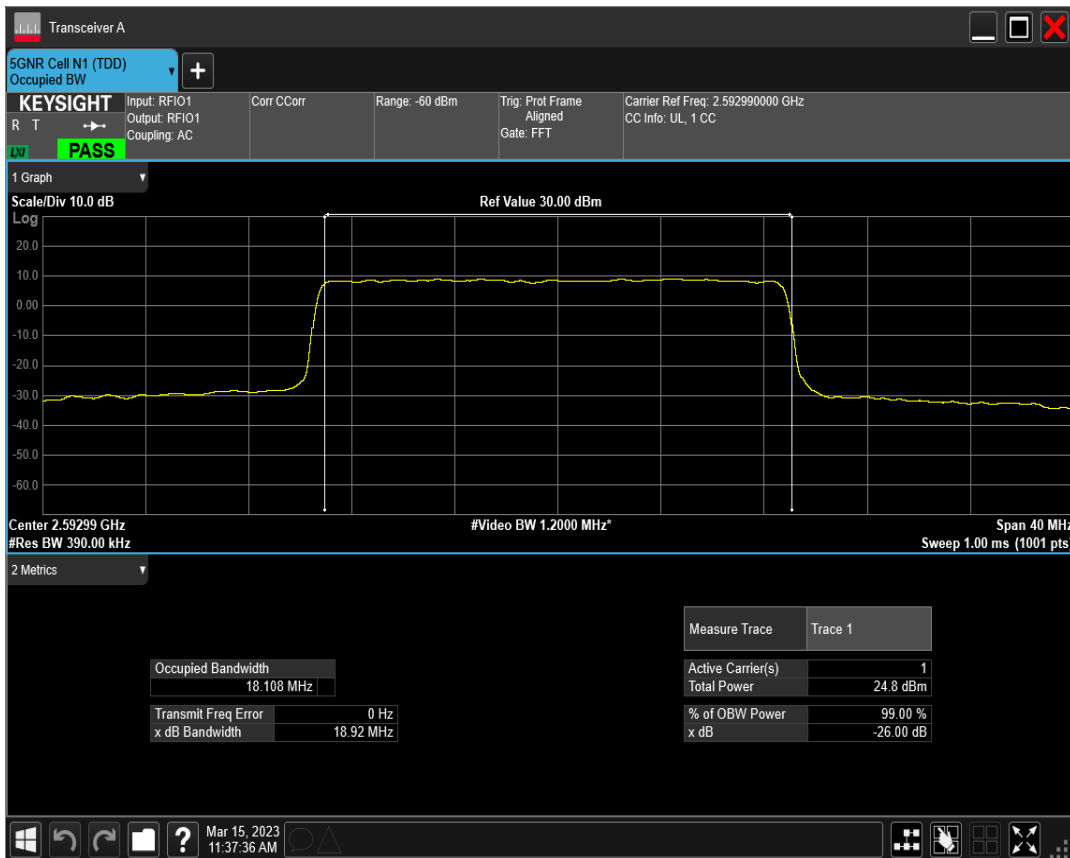 Transceiver A
5GNR Cell N1 (TDD)
Occupied BW
KEYSIGHT
R T
LXI
PASS
Input: RFIO1
Output: RFIO1
Coupling: AC
Corr CCorr
Range: -60 dBm
Trig: Prot Frame
Aligned
Gate: FFT
Carrier Ref Freq: 2.592990000 GHz
CC Info: UL, 1 CC
1 Graph
Scale/Div 10.0 dB
Ref Value 30.00 dBm
Log
20.0
10.0
0.00
-10.0
-20.0
-30.0
-40.0
-50.0
-60.0
Center 2.59299 GHz
#Video BW 1.2000 MHz*
Span 40 MHz
#Res BW 390.00 kHz
Sweep 1.00 ms (1001 pts)
2 Metrics
Measure Trace Trace 1
Occupied Bandwidth
18.108 MHz
Active Carrier(s) 1
Total Power 24.8 dBm
Transmit Freq Error 0 Hz
x dB Bandwidth 18.92 MHz
% of OBW Power 99.00 %
x dB -26.00 dB
?
Mar 15, 2023
11:37:36 AM